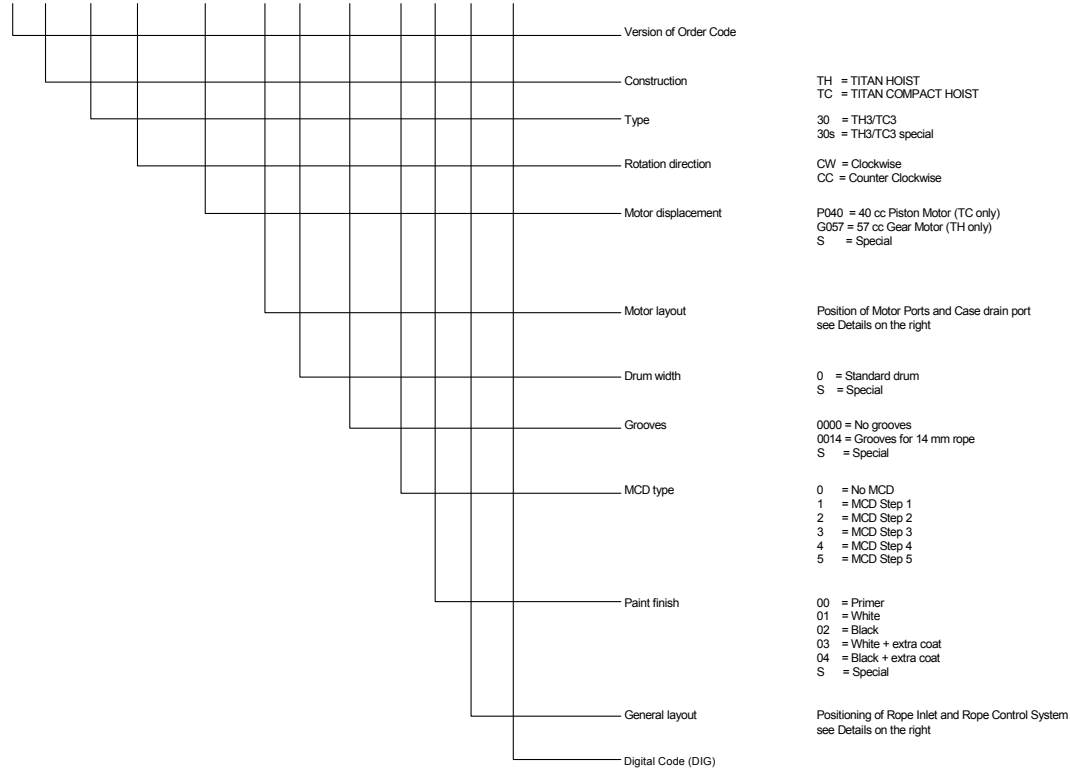 Version of Order Code
Construction
TH = TITAN HOIST
TC = TITAN COMPACT HOIST
Type
30 = TH3/TC3
30s = TH3/TC3 special
Rotation direction
CW = Clockwise
CC = Counter Clockwise
Motor displacement
P040 = 40 cc Piston Motor (TC only)
G057 = 57 cc Gear Motor (TH only)
S = Special
Motor layout
Position of Motor Ports and Case drain port
see Details on the right
Drum width
0 = Standard drum
S = Special
Grooves
0000 = No grooves
0014 = Grooves for 14 mm rope
S = Special
MCD type
0 = No MCD
1 = MCD Step 1
2 = MCD Step 2
3 = MCD Step 3
4 = MCD Step 4
5 = MCD Step 5
Paint finish
00 = Primer
01 = White
02 = Black
03 = White + extra coat
04 = Black + extra coat
S = Special
General layout
Positioning of Rope Inlet and Rope Control System
see Details on the right
Digital Code (DIG)